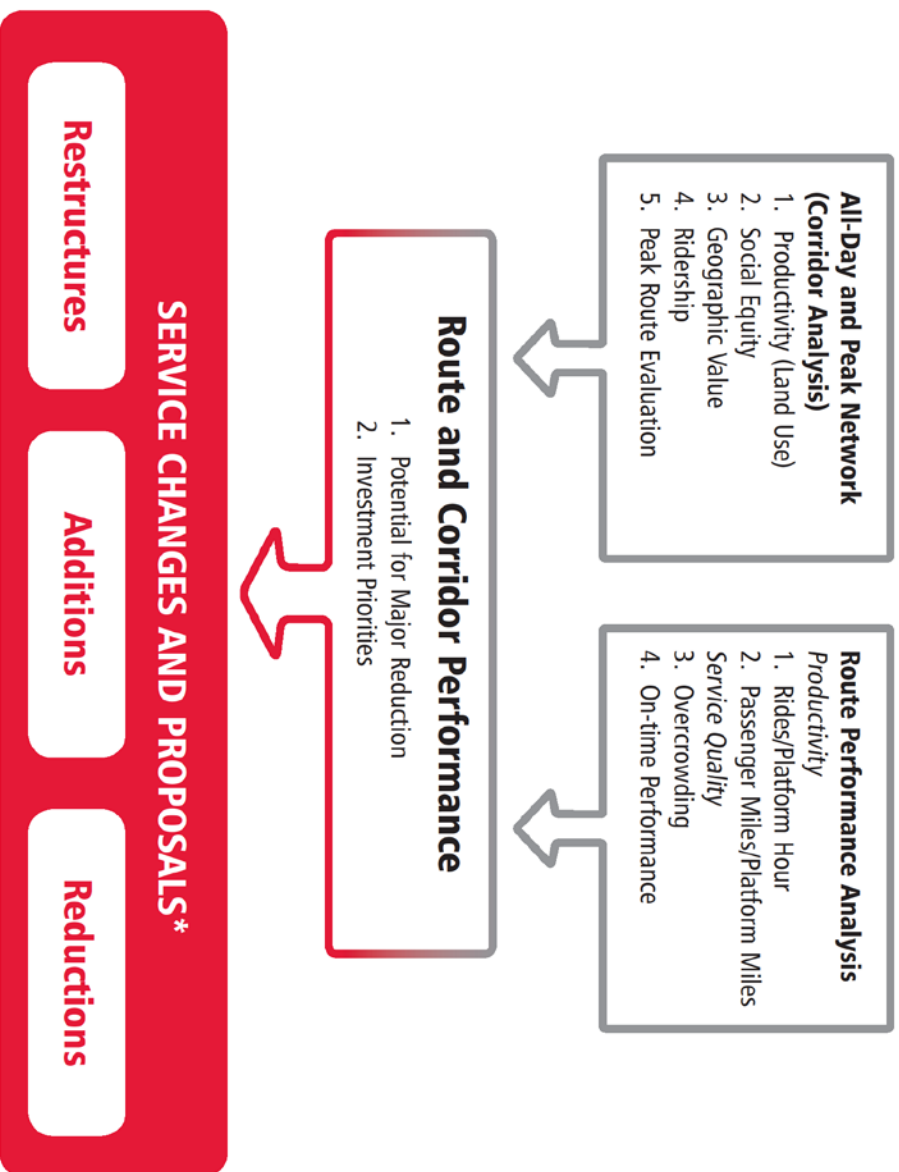 All-Day and Peak Network
(Corridor Analysis)
1. Productivity (Land Use)
2. Social Equity
3. Geographic Value
4. Ridership
5. Peak Route Evaluation
Route Performance Analysis
Productivity
1. Rides/Platform Hour
2. Passenger Miles/Platform Miles
Service Quality
3. Overcrowding
4. On-time Performance
Route and Corridor Performance
1. Potential for Major Reduction
2. Investment Priorities
SERVICE CHANGES AND PROPOSALS*
Restructures
Additions
Reductions